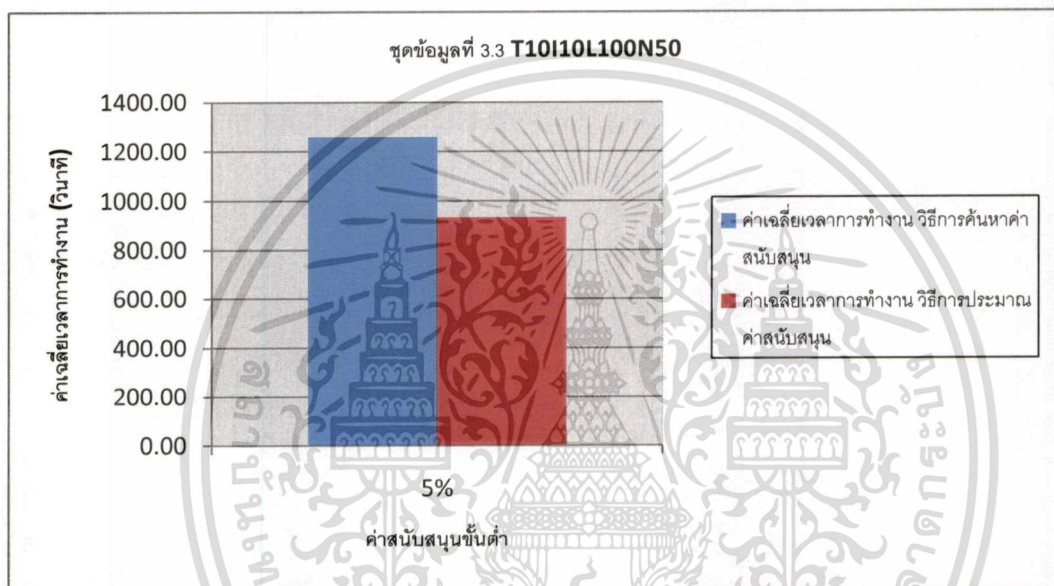 ชุดข้อมูลที่ 3.3 T10I10L100N50
ค่าเฉลี่ยเวลาการทำงาน (วินาที)
1400.00
1200.00
1000.00
800.00
600.00
400.00
200.00
0.00
5%
ค่าสนับสนุนขั้นต่ำ
ค่าเฉลี่ยเวลาการทำงาน วิธีการค้นหาค่า
สนับสนุน
ค่าเฉลี่ยเวลาการทำงาน วิธีการประมาณ
ค่าสนับสนุน